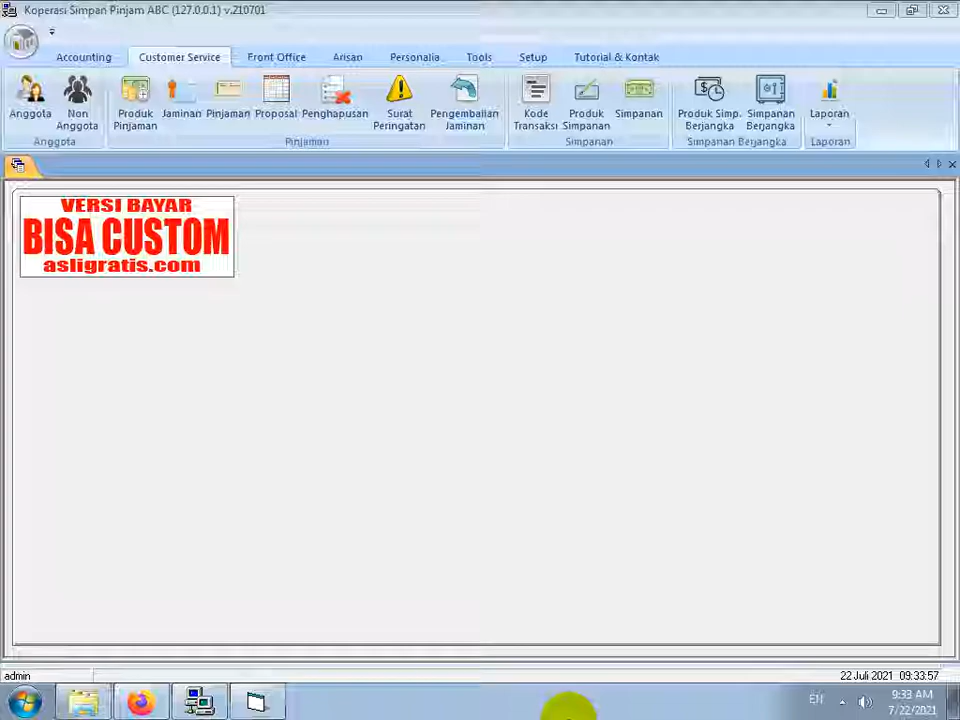 Koperasi Simpan Pinjam ABC (127.0.0.1) v.210701
Accounting
Customer Service
Front Office
Arisan
Personalia
Tools
Setup
Tutorial & Kontak
Anggota
Non Anggota
Produk Pinjaman
Jaminan
Pinjaman
Proposal
Penghapusan
Surat Peringatan
Pengembalian Jaminan
Kode Transaksi
Produk Simpanan
Simpanan
Produk Simp. Berjangka
Simpanan Berjangka
Laporan
Anggota
Pinjaman
Simpanan
Simpanan Berjangka
Laporan
VERSI BAYAR
BISA CUSTOM
asligratis.com
admin
22 Juli 2021 09:33:57
EN
9:33 AM
7/22/2021